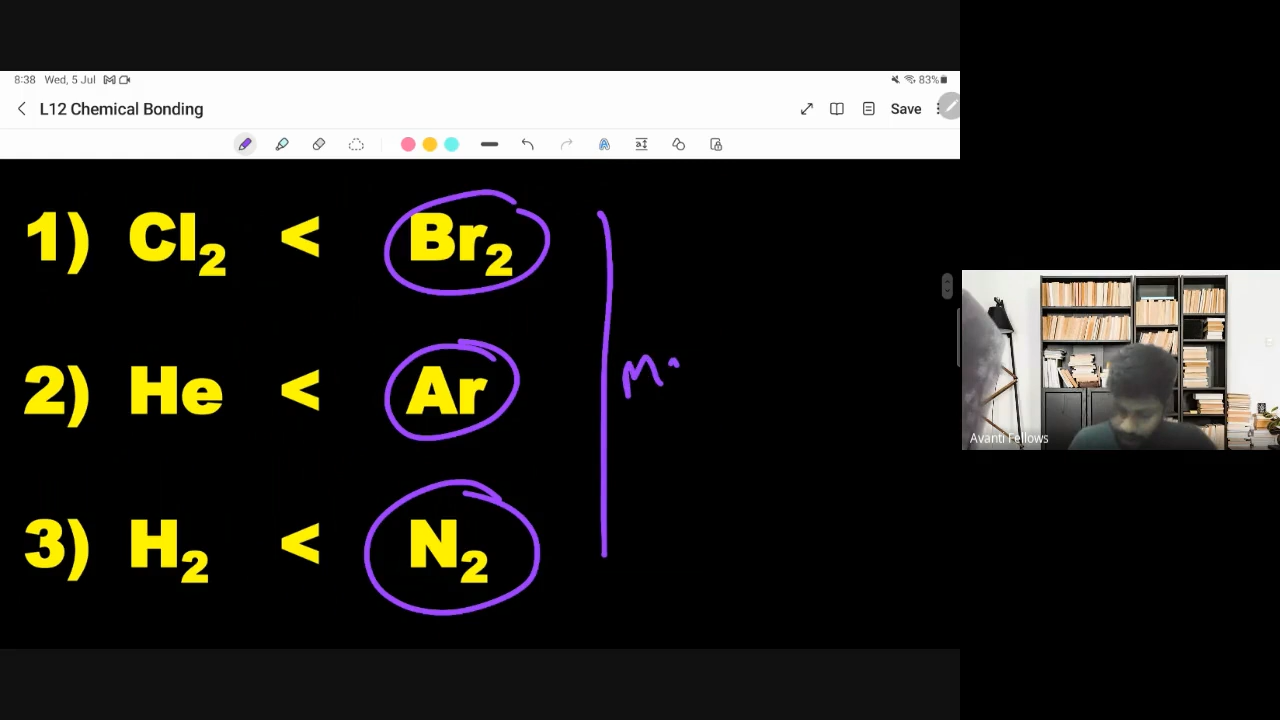 8:38 Wed, 5 Jul 83%
L12 Chemical Bonding Save
1) Cl₂ < Br₂
2) He < Ar
3) H₂ < N₂
Avanti Fellows